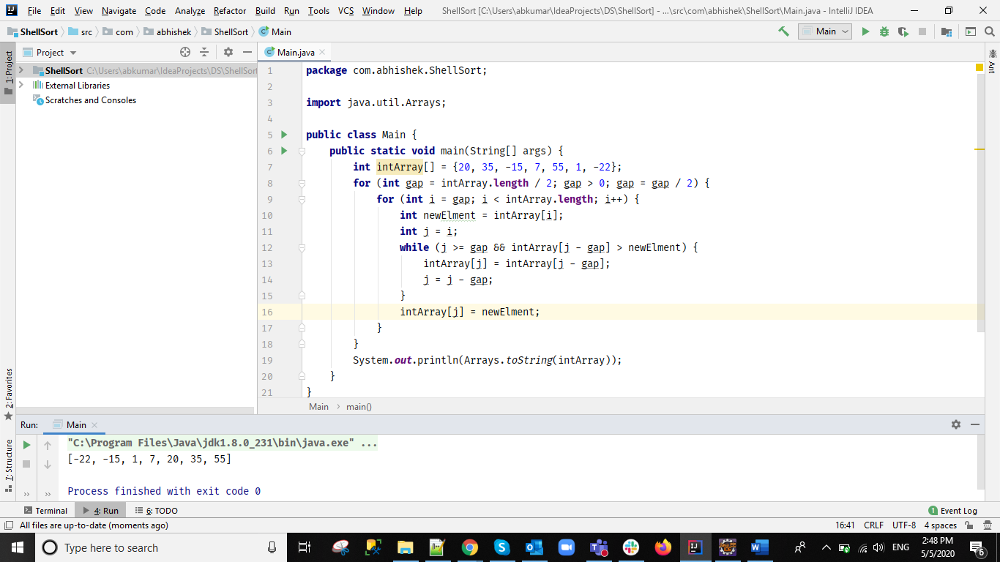 File Edit View Navigate Code Analyze Refactor Build Run Tools VCS Window Help ShellSort [C:\Users\abkumar\IdeaProjects\DS\ShellSort] - ...\src\com\abhishek\ShellSort\Main.java - IntelliJ IDEA
ShellSort src com abhishek ShellSort Main Main
1: Project
Project
ShellSort C:\Users\abkumar\IdeaProjects\DS\ShellSort
External Libraries
Scratches and Consoles
Main.java
Ant
1 package com.abhishek.ShellSort;
2
3 import java.util.Arrays;
4
5 public class Main {
6 public static void main(String[] args) {
7 int intArray[] = {20, 35, -15, 7, 55, 1, -22};
8 for (int gap = intArray.length / 2; gap > 0; gap = gap / 2) {
9 for (int i = gap; i < intArray.length; i++) {
10 int newElment = intArray[i];
11 int j = i;
12 while (j >= gap && intArray[j - gap] > newElment) {
13 intArray[j] = intArray[j - gap];
14 j = j - gap;
15 }
16 intArray[j] = newElment;
17 }
18 }
19 System.out.println(Arrays.toString(intArray));
20 }
21 }
Main › main()
2: Favorites
7: Structure
Run: Main
"C:\Program Files\Java\jdk1.8.0_231\bin\java.exe" ...
[-22, -15, 1, 7, 20, 35, 55]
Process finished with exit code 0
Terminal 4: Run 6: TODO 1 Event Log
All files are up-to-date (moments ago) 16:41 CRLF UTF-8 4 spaces
Type here to search ENG 2:48 PM
5/5/2020 6